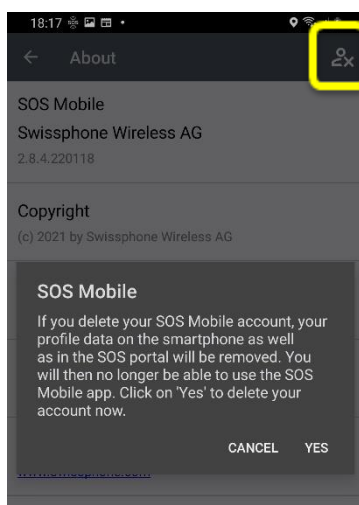 18:17
About
SOS Mobile
Swissphone Wireless AG
2.8.4.220118
Copyright
(c) 2021 by Swissphone Wireless AG
SOS Mobile
If you delete your SOS Mobile account, your
profile data on the smartphone as well
as in the SOS portal will be removed. You
will then no longer be able to use the SOS
Mobile app. Click on 'Yes' to delete your
account now.
CANCEL YES